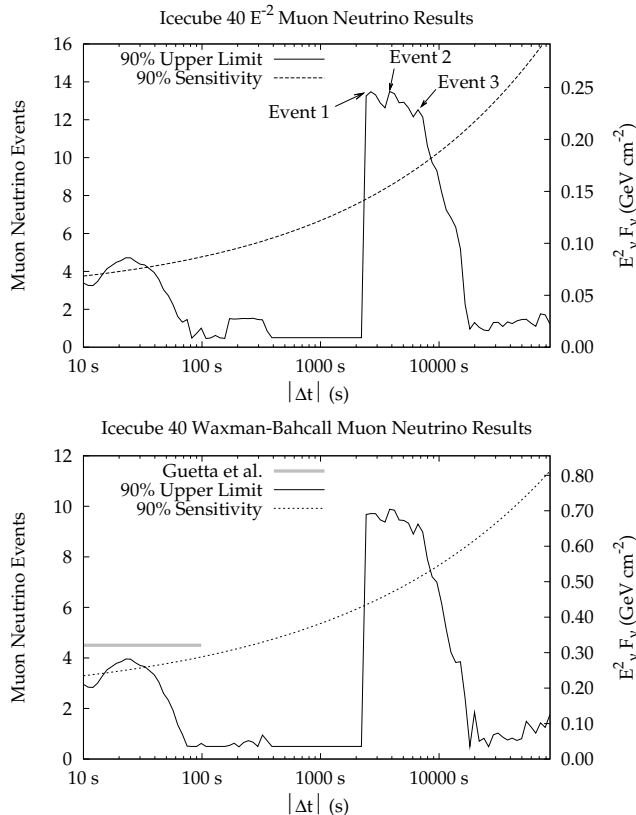 Icecube 40 E-2 Muon Neutrino Results
90% Upper Limit
90% Sensitivity
Event 1
Event 2
Event 3
Muon Neutrino Events
16
14
12
10
8
6
4
2
0
0.25
0.20
0.15
0.10
0.05
0.00
E2ν Fν (GeV cm-2)
10 s
100 s
1000 s
10000 s
|Δt| (s)
Icecube 40 Waxman-Bahcall Muon Neutrino Results
Guetta et al.
90% Upper Limit
90% Sensitivity
Muon Neutrino Events
12
10
8
6
4
2
0
0.80
0.70
0.60
0.50
0.40
0.30
0.20
0.10
0.00
E2ν Fν (GeV cm-2)
10 s
100 s
1000 s
10000 s
|Δt| (s)